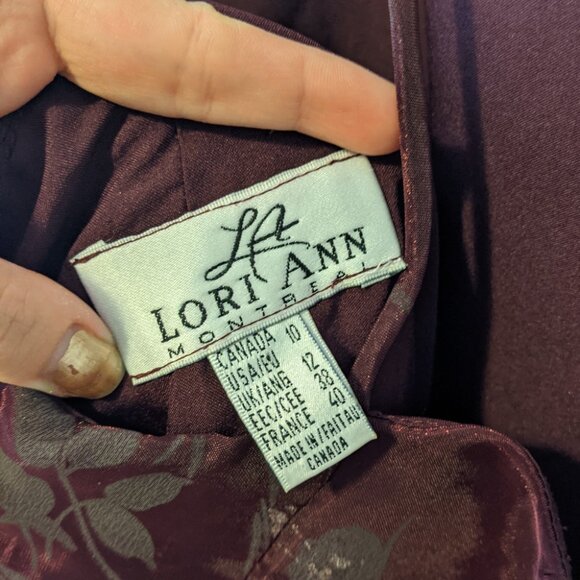 LA
LORI ANN
MONTREAL
CANADA 10
USA/EU
UK/ANG 12
EEC/CEE 38
FRANCE 40
MADE IN/FAIT AU
CANADA